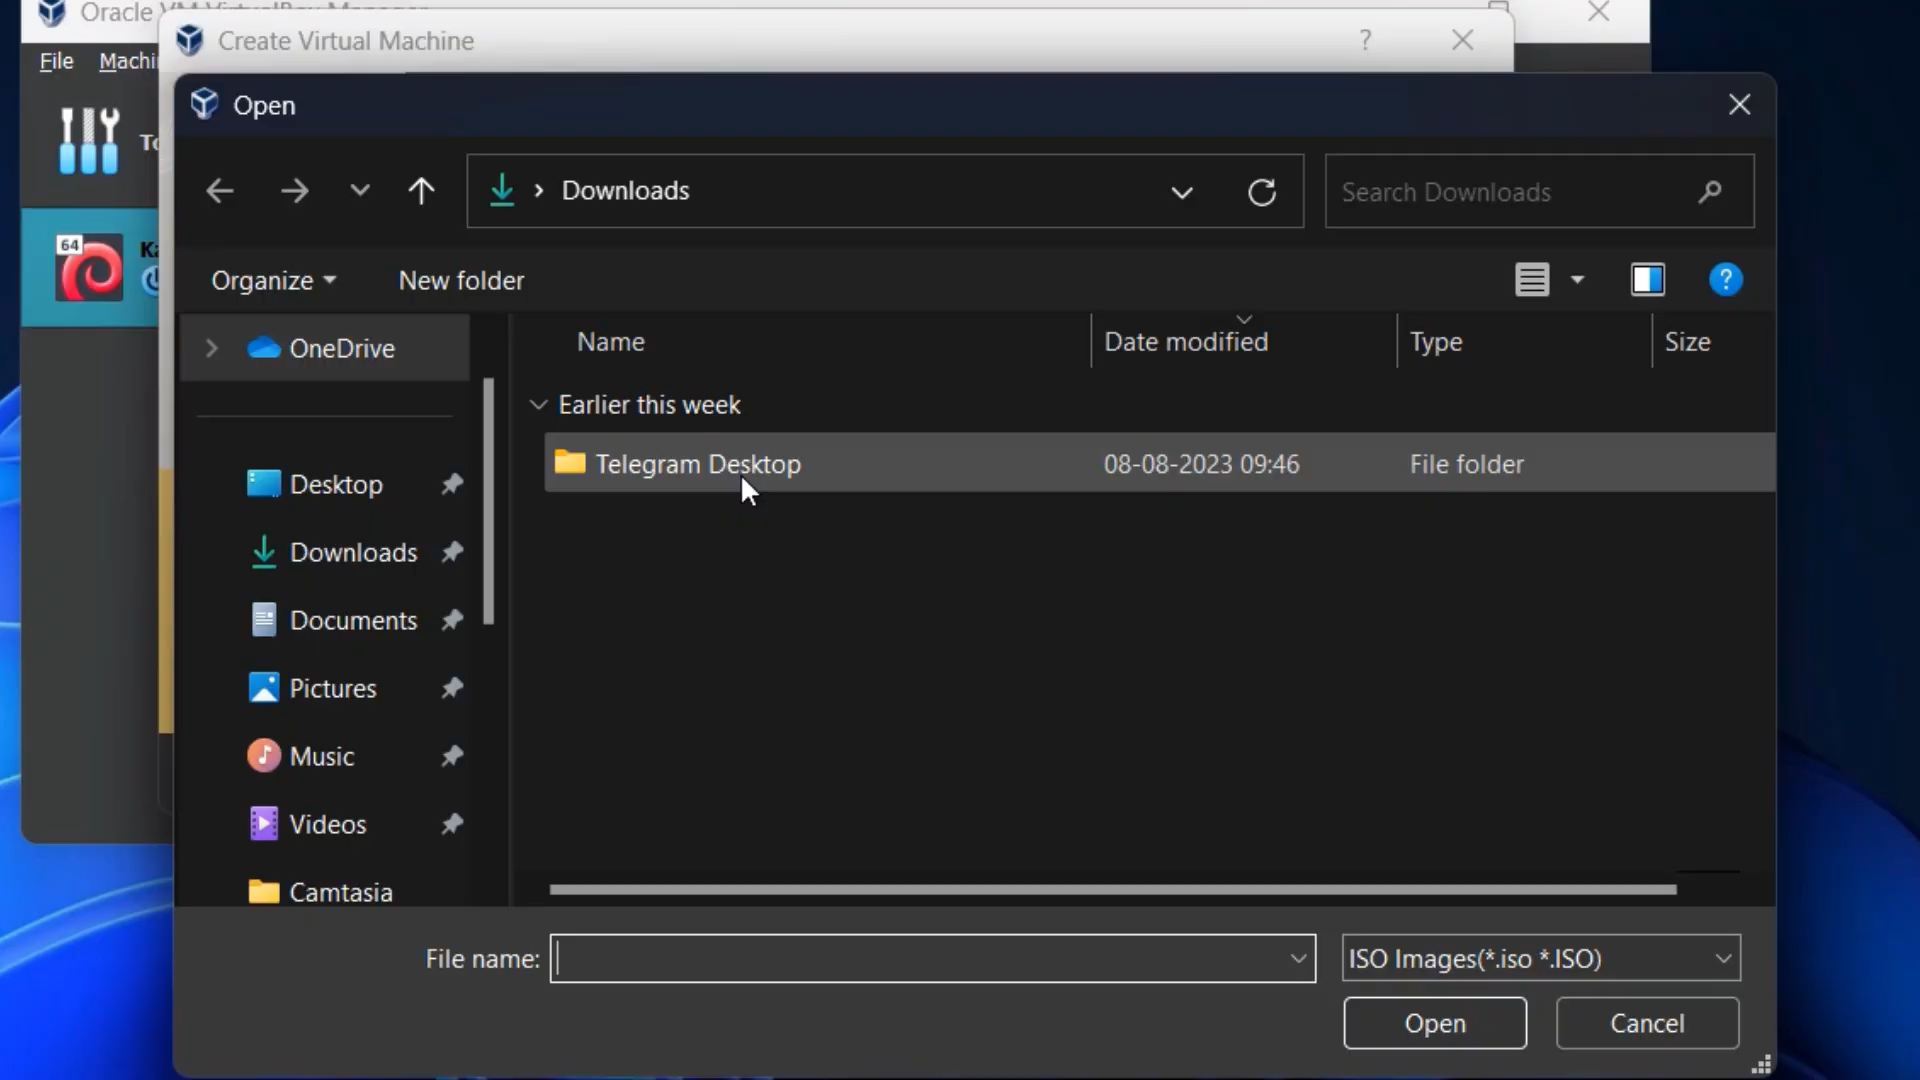 Oracle VM VirtualBox Manager
Create Virtual Machine
?
File
Open
Downloads
Search Downloads
64
Organize
New folder
?
OneDrive
Name
Date modified
Type
Size
Earlier this week
Telegram Desktop
08-08-2023 09:46
File folder
Desktop
Downloads
Documents
Pictures
Music
Videos
Camtasia
File name:
ISO Images(*.iso *.ISO)
Open
Cancel